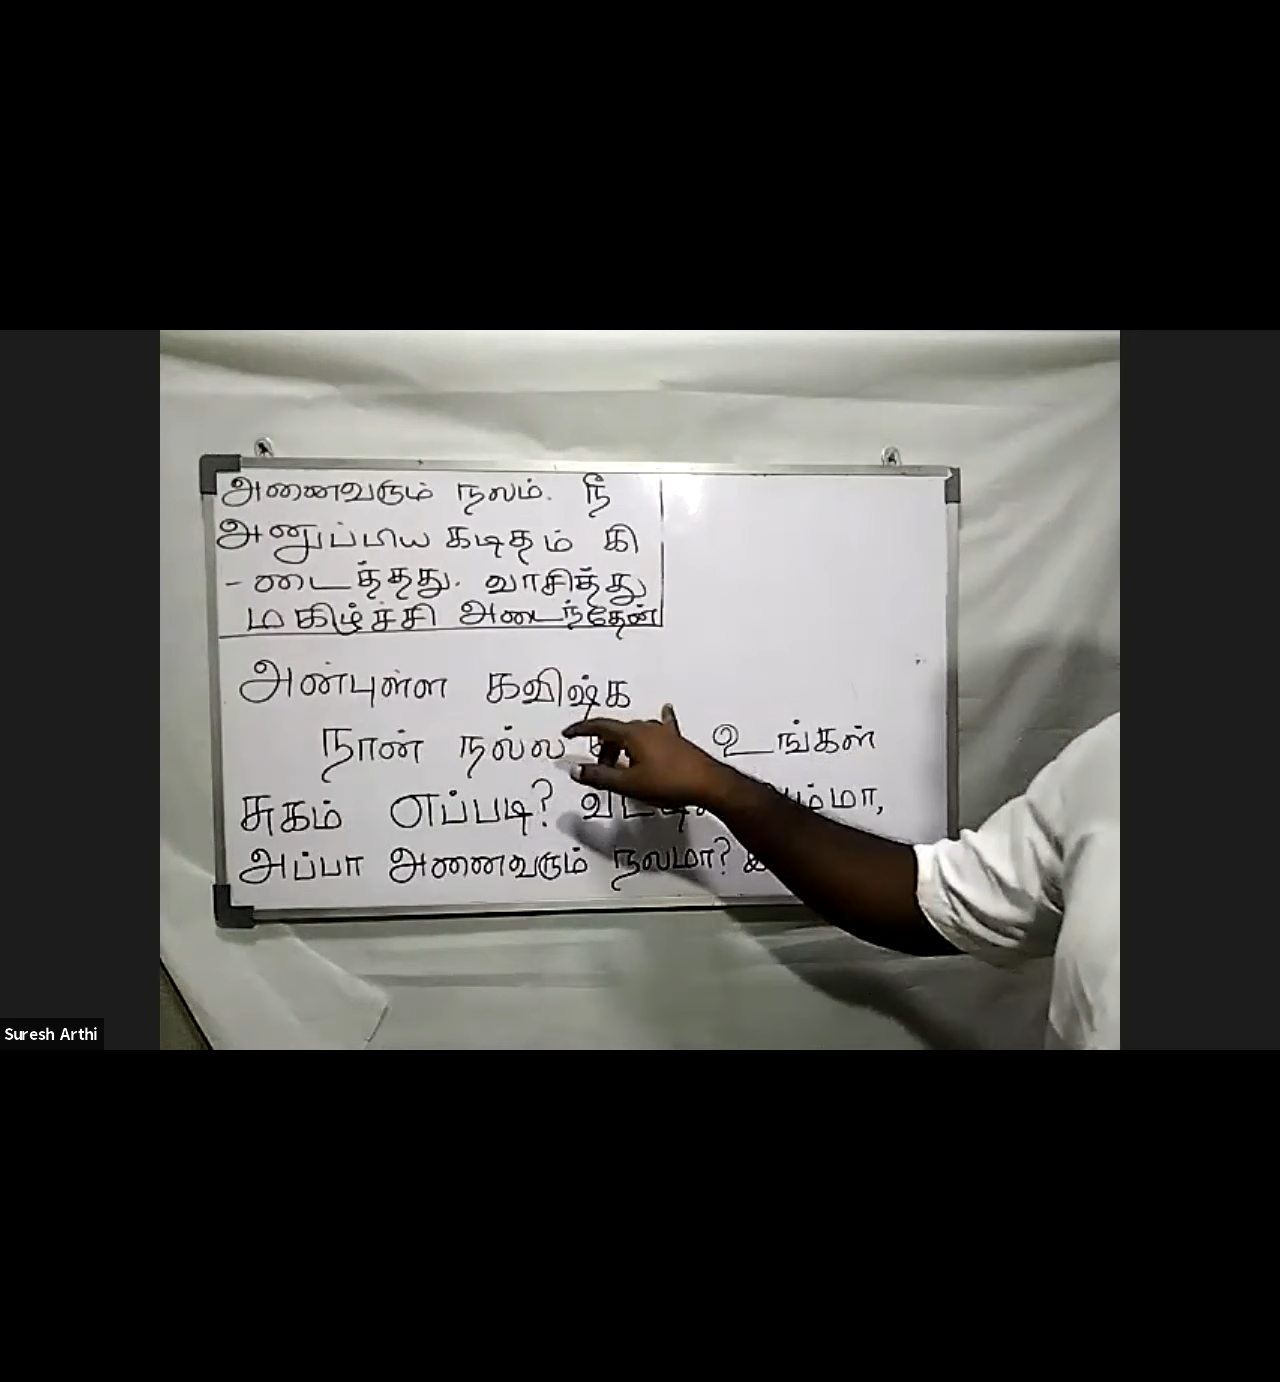 அனைவரும் நலம். நீ
அனுப்பிய கடிதம் கி
-டைத்தது. வாசித்து
மகிழ்ச்சி அடைந்தேன்
அன்புள்ள கவிஷ்க
நான் நல்ல உங்கள்
சுகம் எப்படி?
அப்பா அனைவரும் நலமா?
Suresh Arthi